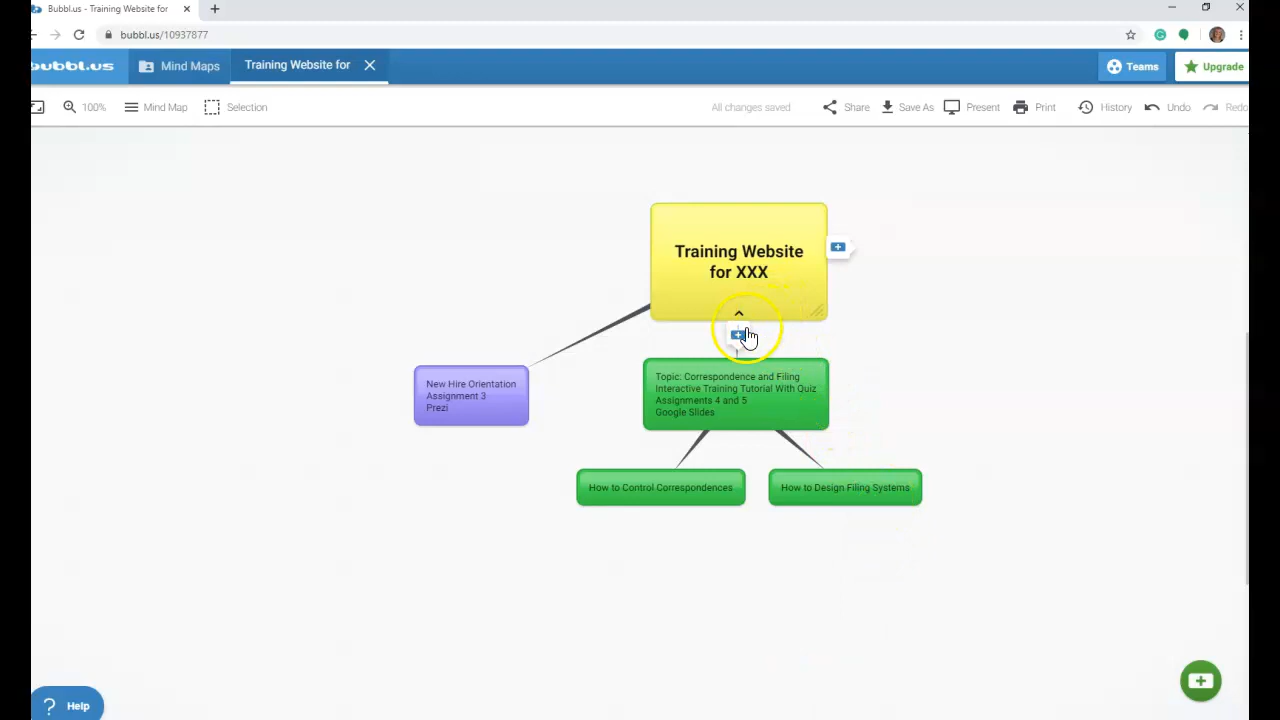 Bubbl.us - Training Website for
bubbl.us/10937877
bubbl.us
Mind Maps
Training Website for
Teams
Upgrade
100%
Mind Map
Selection
All changes saved
Share
Save As
Present
Print
History
Undo
Redo
Training Website
for XXX
New Hire Orientation
Assignment 3
Prezi
Topic: Correspondence and Filing
Interactive Training Tutorial With Quiz
Assignments 4 and 5
Google Slides
How to Control Correspondences
How to Design Filing Systems
? Help